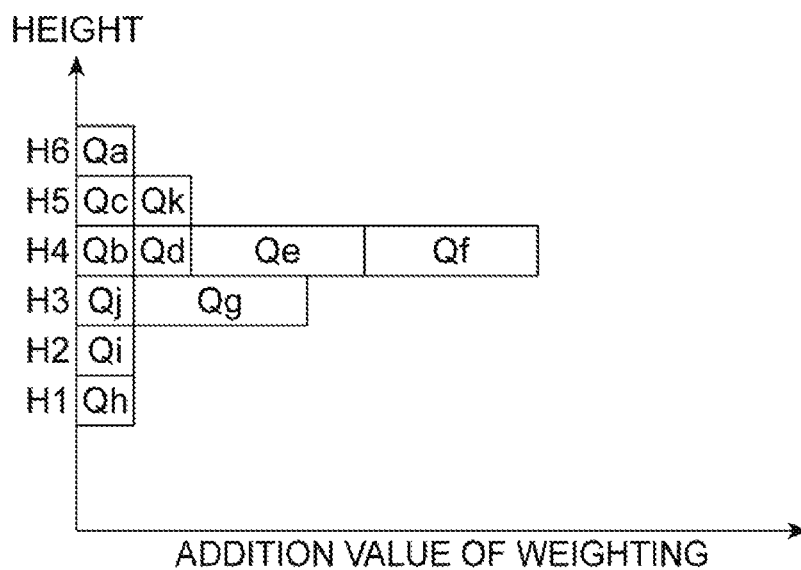 HEIGHT
H6 Qa
H5 Qc Qk
H4 Qb Qd Qe Qf
H3 Qj Qg
H2 Qi
H1 Qh
ADDITION VALUE OF WEIGHTING